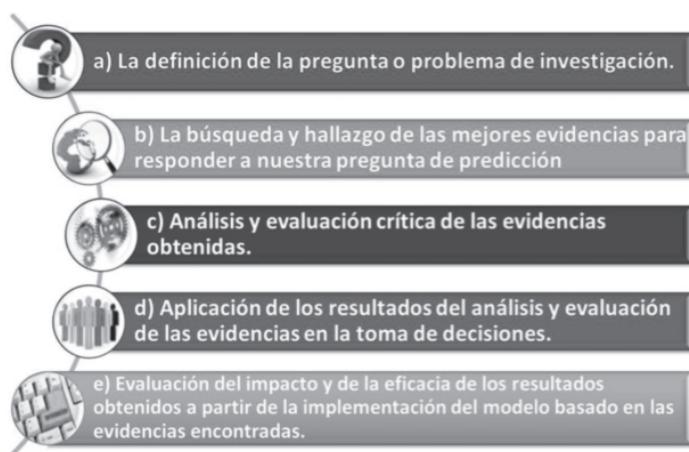 a) La definición de la pregunta o problema de investigación.
b) La búsqueda y hallazgo de las mejores evidencias para
responder a nuestra pregunta de predicción
c) Análisis y evaluación crítica de las evidencias
obtenidas.
d) Aplicación de los resultados del análisis y evaluación
de las evidencias en la toma de decisiones.
e) Evaluación del impacto y de la eficacia de los resultados
obtenidos a partir de la implementación del modelo basado en las
evidencias encontradas.